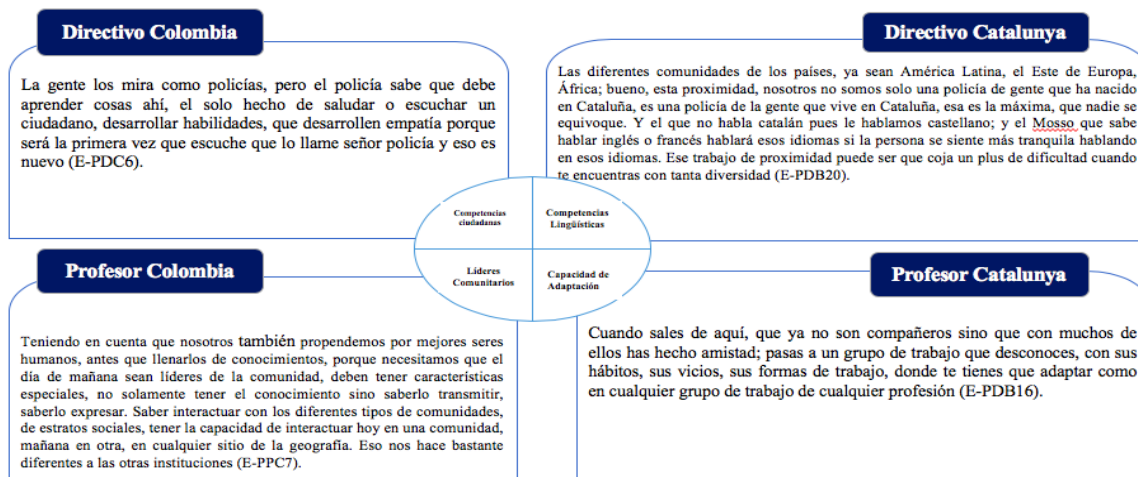 Directivo Colombia
La gente los mira como policías, pero el policía sabe que debe
aprender cosas ahí, el solo hecho de saludar o escuchar un
ciudadano, desarrollar habilidades, que desarrollen empatía porque
será la primera vez que escuche que lo llame señor policía y eso es
nuevo (E-PDC6).
Directivo Catalunya
Las diferentes comunidades de los países, ya sean América Latina, el Este de Europa,
África; bueno, esta proximidad, nosotros no somos solo una policía de gente que ha nacido
en Cataluña, es una policía de la gente que vive en Cataluña, esa es la máxima, que nadie se
equivoque. Y el que no habla catalán pues le hablamos castellano; y el Mosso que sabe
hablar inglés o francés hablará esos idiomas si la persona se siente más tranquila hablando
en esos idiomas. Ese trabajo de proximidad puede ser que coja un plus de dificultad cuando
te encuentras con tanta diversidad (E-PDB20).
Competencias
ciudadanas
Competencias
Lingüísticas
Líderes
Comunitarios
Capacidad de
Adaptación
Profesor Colombia
Teniendo en cuenta que nosotros también propendemos por mejores seres
humanos, antes que llenarlos de conocimientos, porque necesitamos que el
día de mañana sean líderes de la comunidad, deben tener características
especiales, no solamente tener el conocimiento sino saberlo transmitir,
saberlo expresar. Saber interactuar con los diferentes tipos de comunidades,
de estratos sociales, tener la capacidad de interactuar hoy en una comunidad,
mañana en otra, en cualquier sitio de la geografía. Eso nos hace bastante
diferentes a las otras instituciones (E-PPC7).
Profesor Catalunya
Cuando sales de aquí, que ya no son compañeros sino que con muchos de
ellos has hecho amistad; pasas a un grupo de trabajo que desconoces, con sus
hábitos, sus vicios, sus formas de trabajo, donde te tienes que adaptar como
en cualquier grupo de trabajo de cualquier profesión (E-PDB16).